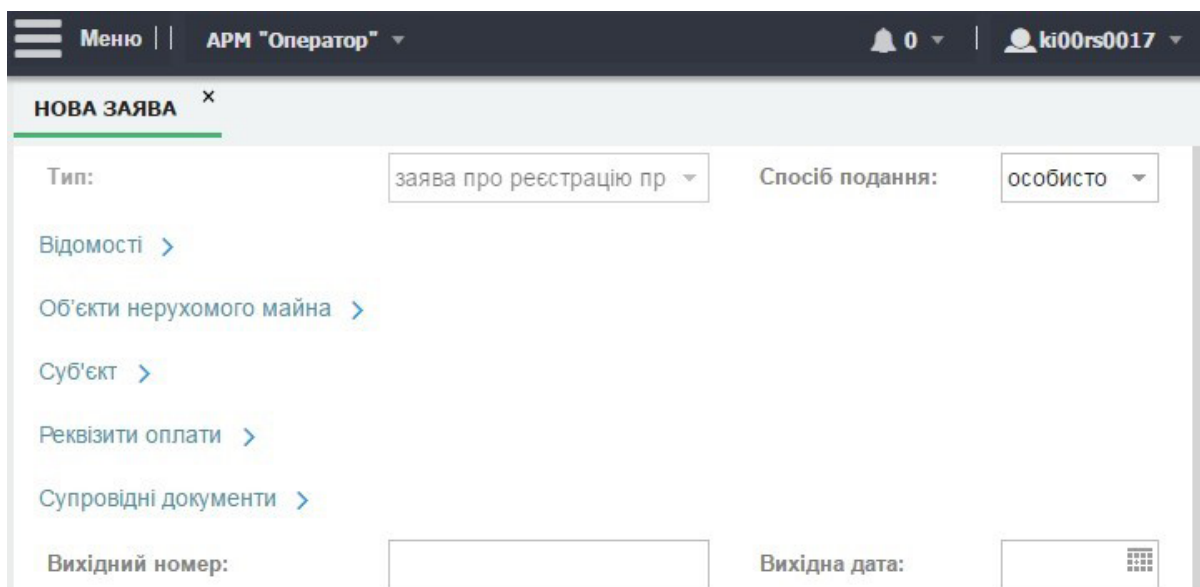 Меню || АРМ "Оператор" 0 | ki00rs0017
НОВА ЗАЯВА ×
Тип: заява про реєстрацію пр Спосіб подання: особисто
Відомості
Об'єкти нерухомого майна
Суб'єкт
Реквізити оплати
Супровідні документи
Вихідний номер: Вихідна дата: